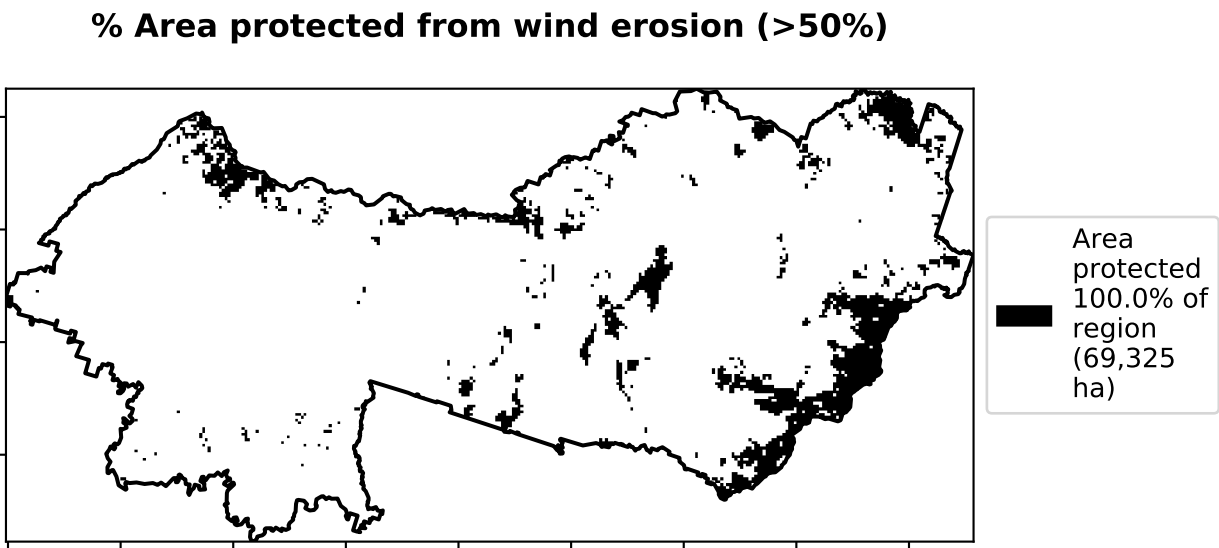 % Area protected from wind erosion (>50%)
Area
protected
100.0% of
region
(69,325
ha)